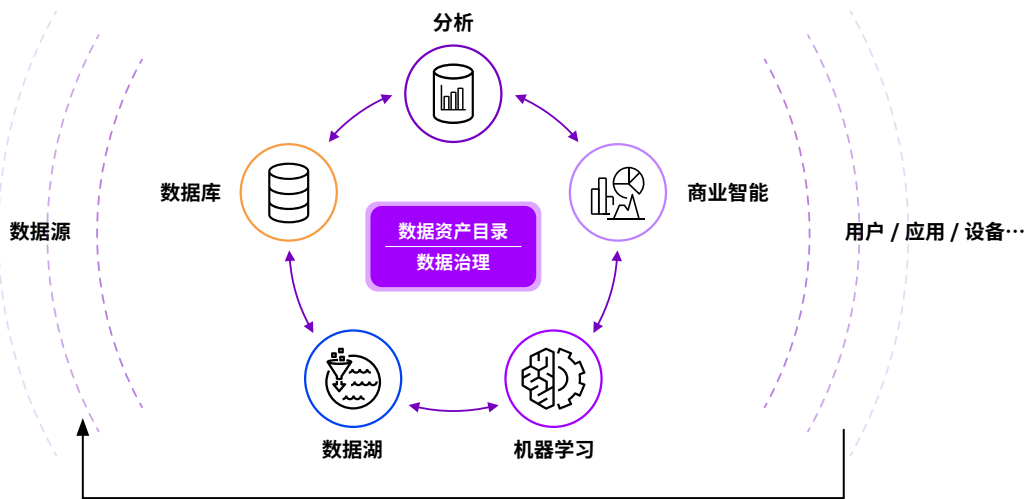 分析
数据库
商业智能
数据源
数据资产目录
数据治理
用户 / 应用 / 设备…
数据湖
机器学习